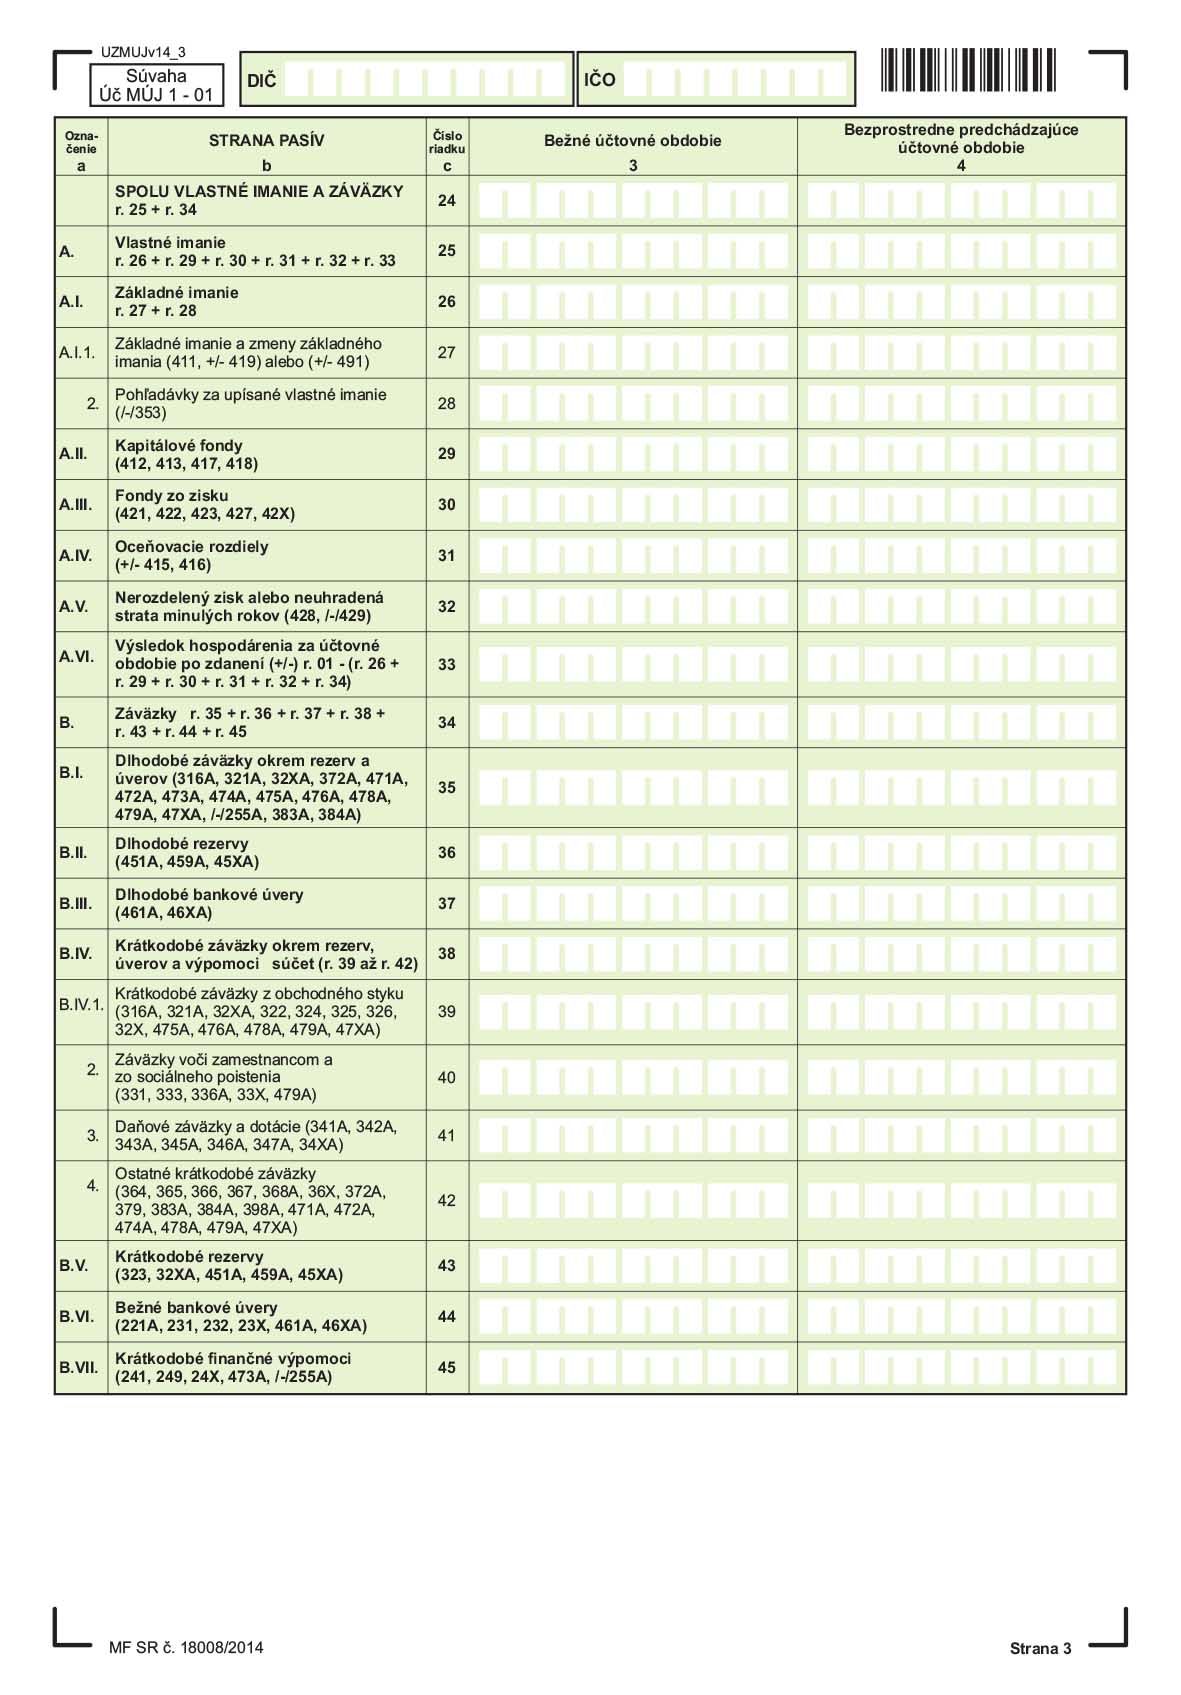 UZMUJv14_3
Súvaha
Úč MÚJ 1 - 01
DIČ
IČO
Ozna-
čenie
a
STRANA PASÍV
b
Číslo
riadku
c
Bežné účtovné obdobie
3
Bezprostredne predchádzajúce
účtovné obdobie
4
SPOLU VLASTNÉ IMANIE A ZÁVÄZKY
r. 25 + r. 34
24
A.
Vlastné imanie
r. 26 + r. 29 + r. 30 + r. 31 + r. 32 + r. 33
25
A.I.
Základné imanie
r. 27 + r. 28
26
A.I.1.
Základné imanie a zmeny základného
imania (411, +/- 419) alebo (+/- 491)
27
2.
Pohľadávky za upísané vlastné imanie
(/-/353)
28
A.II.
Kapitálové fondy
(412, 413, 417, 418)
29
A.III.
Fondy zo zisku
(421, 422, 423, 427, 42X)
30
A.IV.
Oceňovacie rozdiely
(+/- 415, 416)
31
A.V.
Nerozdelený zisk alebo neuhradená
strata minulých rokov (428, /-/429)
32
A.VI.
Výsledok hospodárenia za účtovné
obdobie po zdanení (+/-) r. 01 - (r. 26 +
r. 29 + r. 30 + r. 31 + r. 32 + r. 34)
33
B.
Záväzky r. 35 + r. 36 + r. 37 + r. 38 +
r. 43 + r. 44 + r. 45
34
B.I.
Dlhodobé záväzky okrem rezerv a
úverov (316A, 321A, 32XA, 372A, 471A,
472A, 473A, 474A, 475A, 476A, 478A,
479A, 47XA, /-/255A, 383A, 384A)
35
B.II.
Dlhodobé rezervy
(451A, 459A, 45XA)
36
B.III.
Dlhodobé bankové úvery
(461A, 46XA)
37
B.IV.
Krátkodobé záväzky okrem rezerv,
úverov a výpomoci súčet (r. 39 až r. 42)
38
B.IV.1.
Krátkodobé záväzky z obchodného styku
(316A, 321A, 32XA, 322, 324, 325, 326,
32X, 475A, 476A, 478A, 479A, 47XA)
39
2.
Záväzky voči zamestnancom a
zo sociálneho poistenia
(331, 333, 336A, 33X, 479A)
40
3.
Daňové záväzky a dotácie (341A, 342A,
343A, 345A, 346A, 347A, 34XA)
41
4.
Ostatné krátkodobé záväzky
(364, 365, 366, 367, 368A, 36X, 372A,
379, 383A, 384A, 398A, 471A, 472A,
474A, 478A, 479A, 47XA)
42
B.V.
Krátkodobé rezervy
(323, 32XA, 451A, 459A, 45XA)
43
B.VI.
Bežné bankové úvery
(221A, 231, 232, 23X, 461A, 46XA)
44
B.VII.
Krátkodobé finančné výpomoci
(241, 249, 24X, 473A, /-/255A)
45
MF SR č. 18008/2014
Strana 3